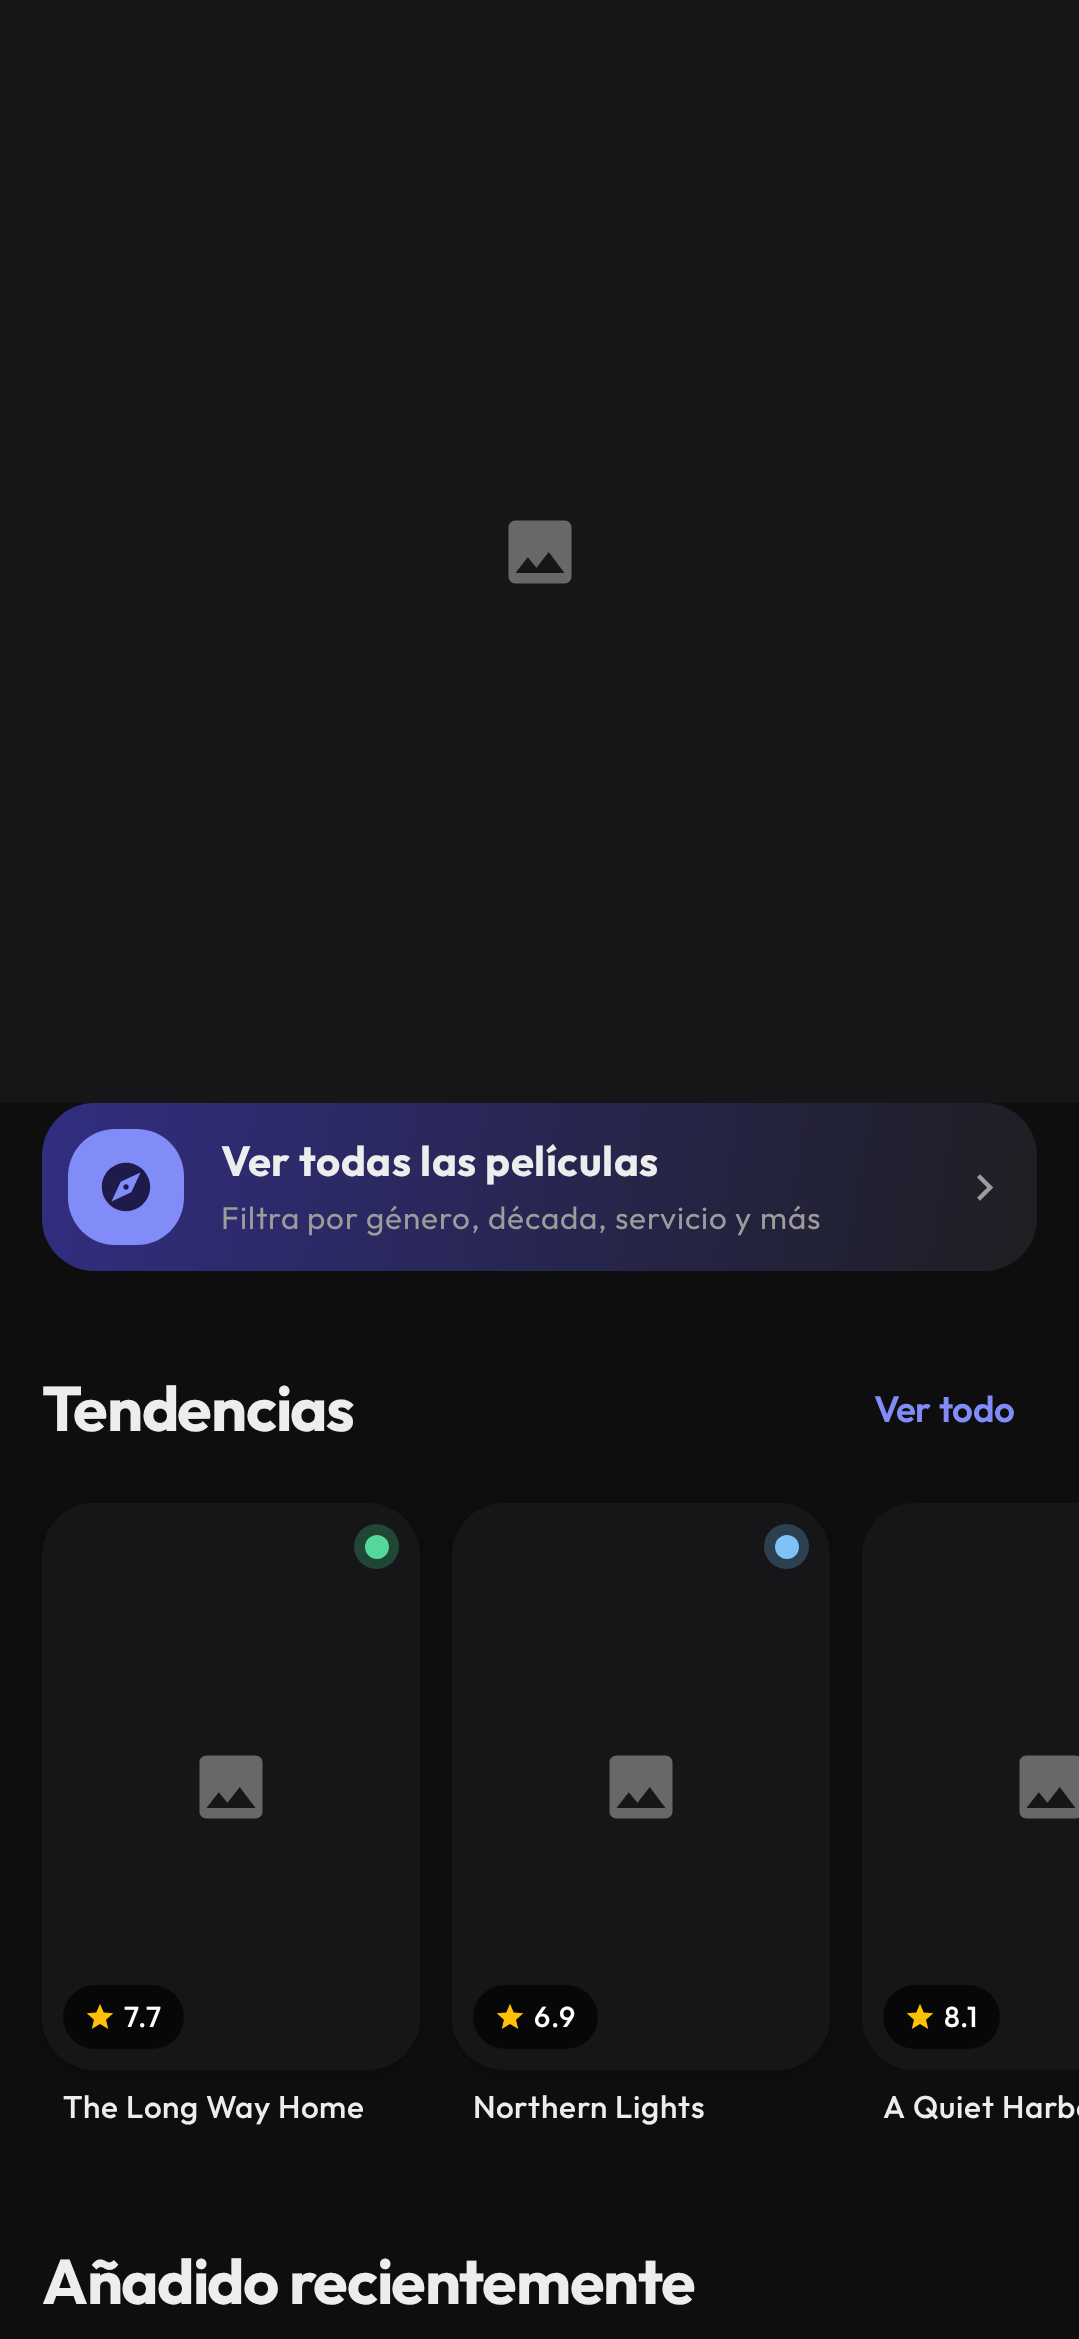 Ver todas las películas
Filtra por género, década, servicio y más
Tendencias
Ver todo
7.7
6.9
8.1
The Long Way Home
Northern Lights
A Quiet
Añadido recientemente